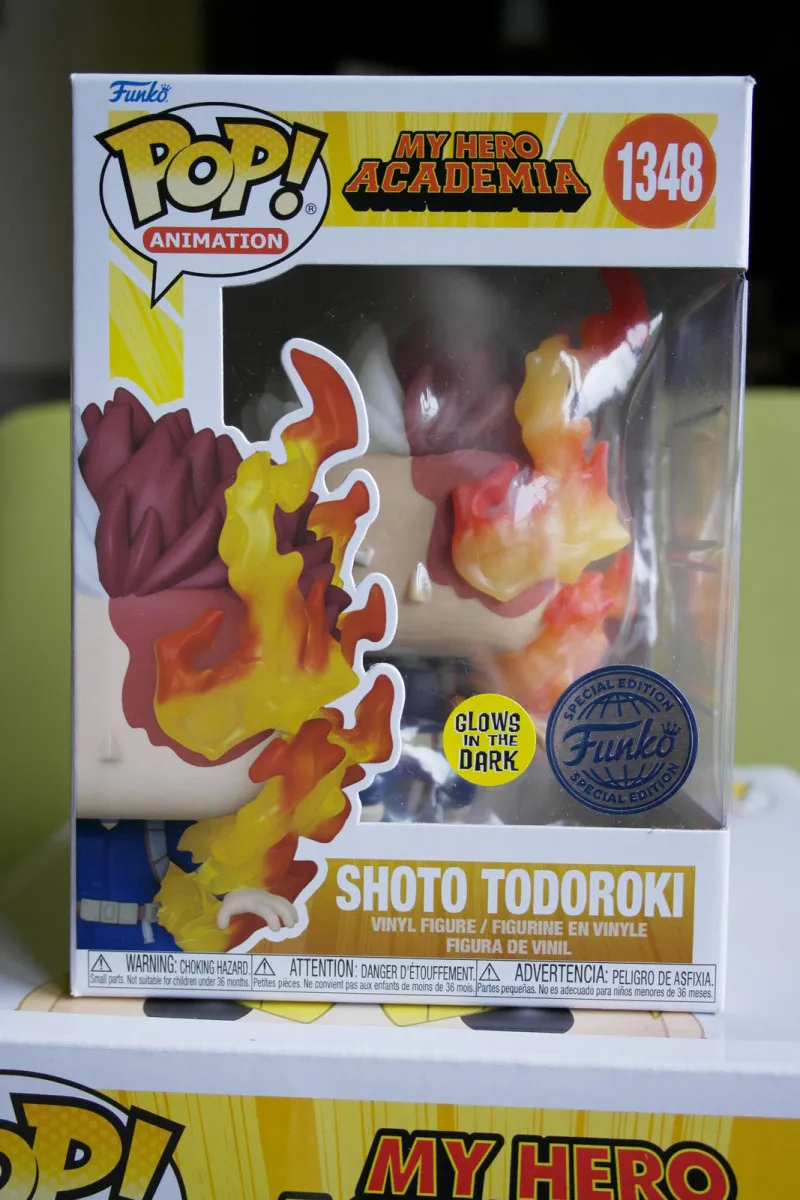 Funko
POP!®
ANIMATION
MY HERO
ACADEMIA
1348
GLOWS
IN THE
DARK
SPECIAL EDITION
Funko
SPECIAL EDITION
SHOTO TODOROKI
VINYL FIGURE / FIGURINE EN VINYLE
FIGURA DE VINIL
WARNING: CHOKING HAZARD.
Small parts. Not suitable for children under 36 months.
ATTENTION: DANGER D'ÉTOUFFEMENT.
Petites pièces. Ne convient pas aux enfants de moins de 36 mois.
ADVERTENCIA: PELIGRO DE ASFIXIA.
Partes pequeñas. No es adecuado para niños menores de 36 meses.
OP!
MY HERO